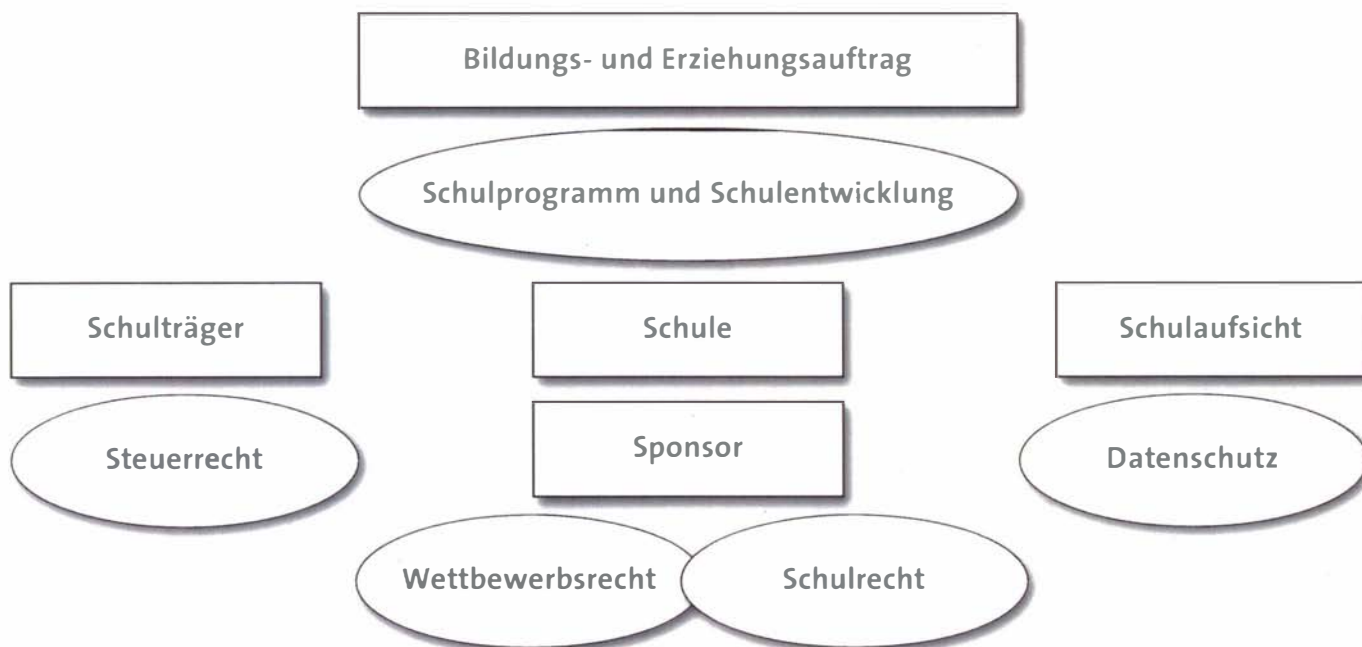 Bildungs- und Erziehungsauftrag
Schulprogramm und Schulentwicklung
Schulträger
Schule
Schulaufsicht
Steuerrecht
Sponsor
Datenschutz
Wettbewerbsrecht
Schulrecht